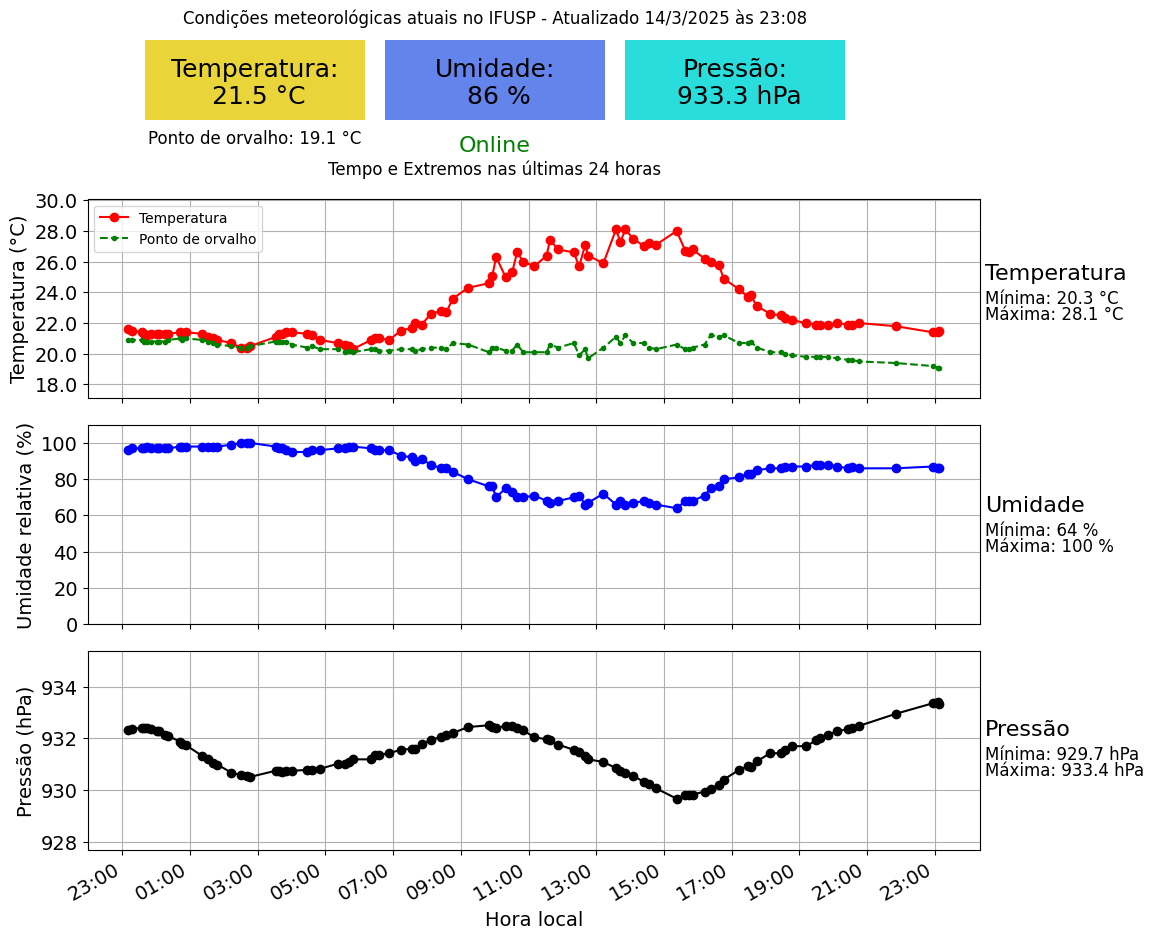 Condições meteorológicas atuais no IFUSP - Atualizado 14/3/2025 às 23:08
Temperatura:
21.5 °C
Umidade:
86 %
Pressão:
933.3 hPa
Ponto de orvalho: 19.1 °C
Online
Tempo e Extremos nas últimas 24 horas
Temperatura (°C)
30.0
28.0
26.0
24.0
22.0
20.0
18.0
Temperatura
Ponto de orvalho
Temperatura
Mínima: 20.3 °C
Máxima: 28.1 °C
Umidade relativa (%)
100
80
60
40
20
0
Umidade
Mínima: 64 %
Máxima: 100 %
Pressão (hPa)
934
932
930
928
Pressão
Mínima: 929.7 hPa
Máxima: 933.4 hPa
23:00
01:00
03:00
05:00
07:00
09:00
11:00
13:00
15:00
17:00
19:00
21:00
23:00
Hora local